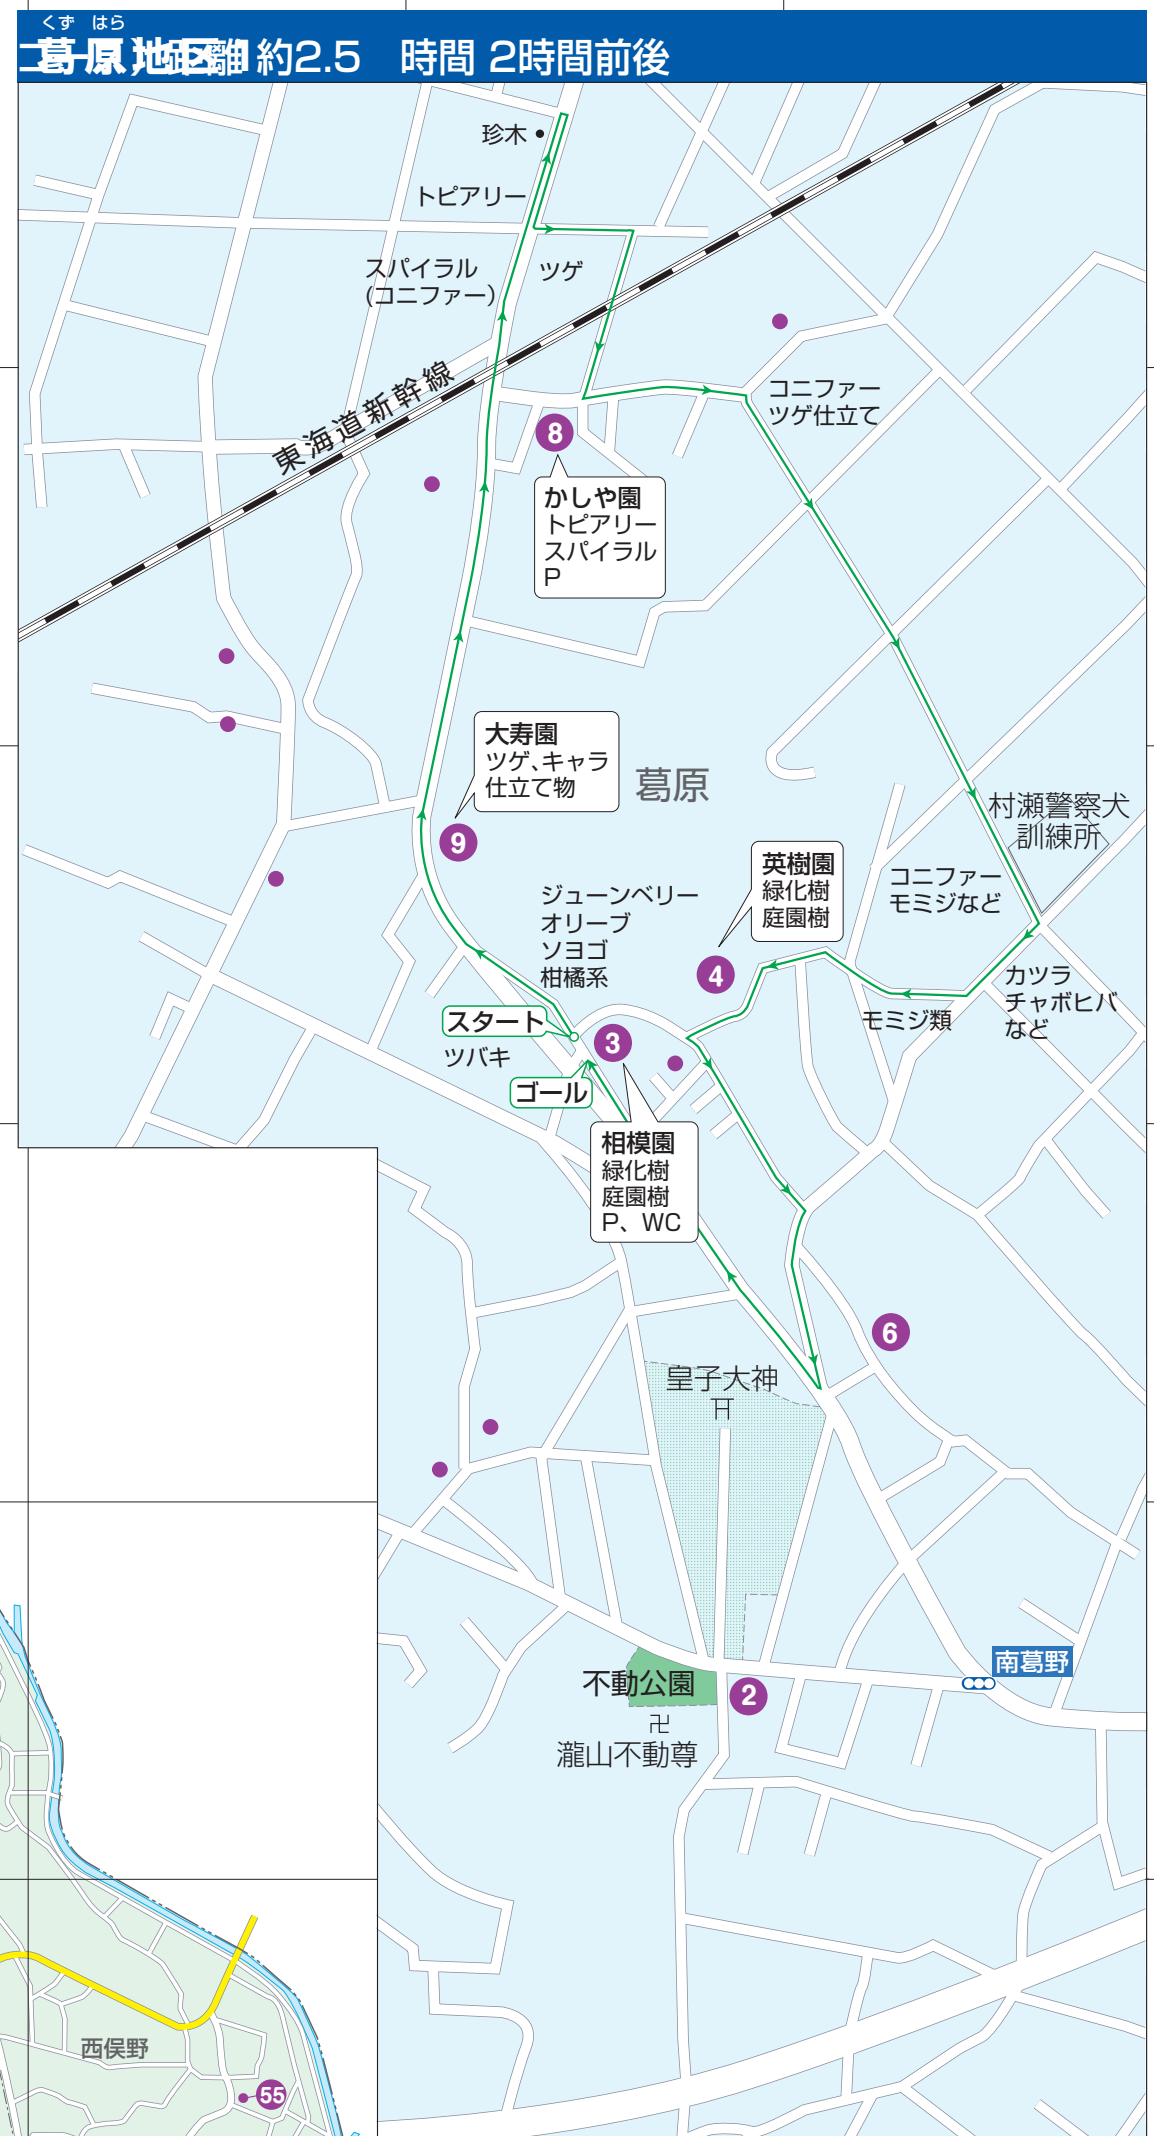 くず はら
葛原地区
約2.5 時間 2時間前後
珍木
トピアリー
スパイラル
(コニファー)
ツゲ
東海道新幹線
コニファー
ツゲ仕立て
8
かしや園
トピアリー
スパイラル
P
大寿園
ツゲ、キャラ
仕立て物
9
葛原
村瀬警察犬
訓練所
英樹園
緑化樹
庭園樹
4
コニファー
モミジなど
ジューンベリー
オリーブ
ソヨゴ
柑橘系
カツラ
チャボヒバ
など
モミジ類
スタート
ツバキ
3
ゴール
相模園
緑化樹
庭園樹
P、WC
6
皇子大神
南葛野
不動公園
2
瀧山不動尊
西俣野
55